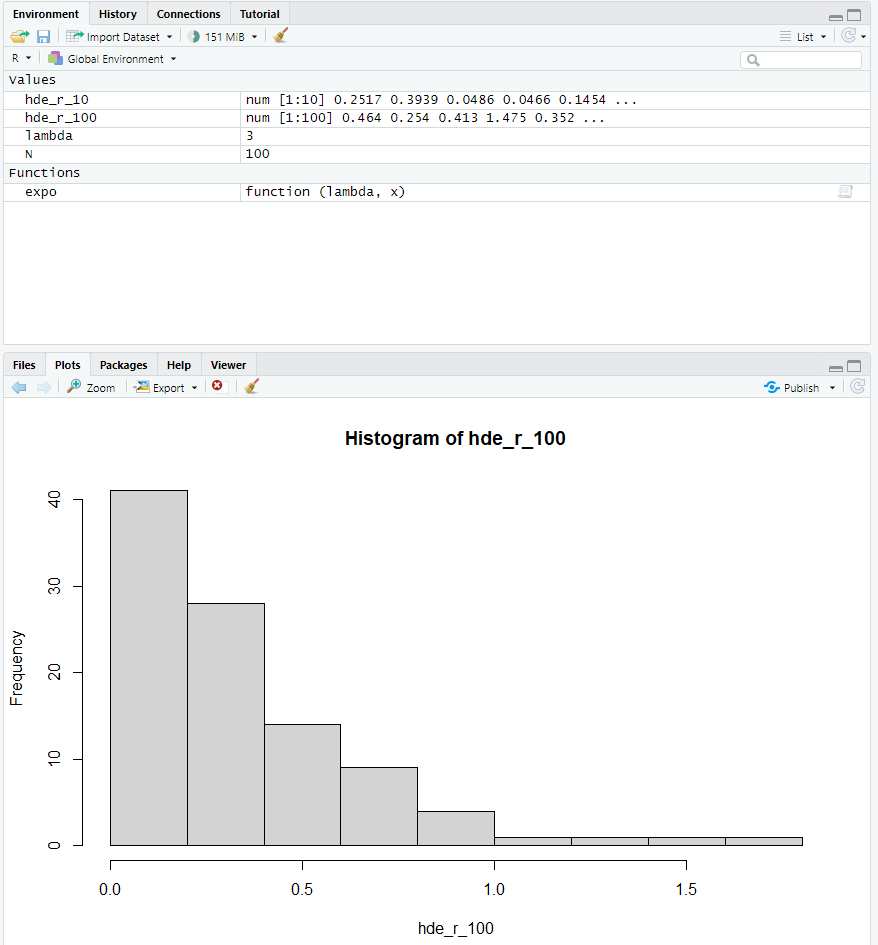 Environment History Connections Tutorial
Import Dataset 151 MiB List
R Global Environment
Values
hde_r_10 num [1:10] 0.2517 0.3939 0.0486 0.0466 0.1454 ...
hde_r_100 num [1:100] 0.464 0.254 0.413 1.475 0.352 ...
lambda 3
N 100
Functions
expo function (lambda, x)
Files Plots Packages Help Viewer
Zoom Export Publish
Histogram of hde_r_100
40
30
20
10
0
Frequency
0.0 0.5 1.0 1.5
hde_r_100